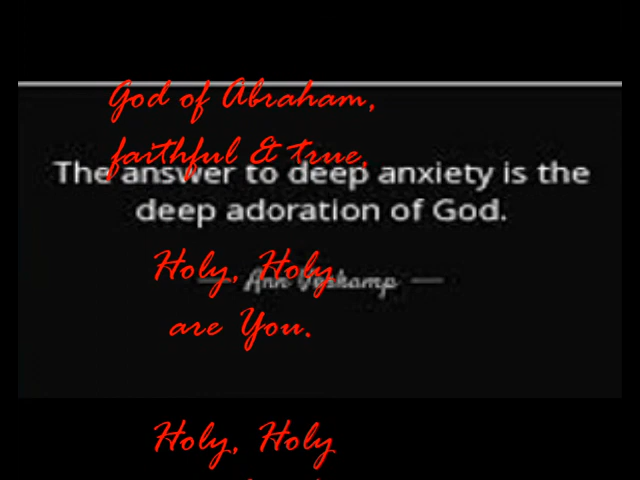 God of Abraham,
faithful & true,
The answer to deep anxiety is the
deep adoration of God.
Holy, Holy
— Ann Voskamp —
are You.
Holy, Holy